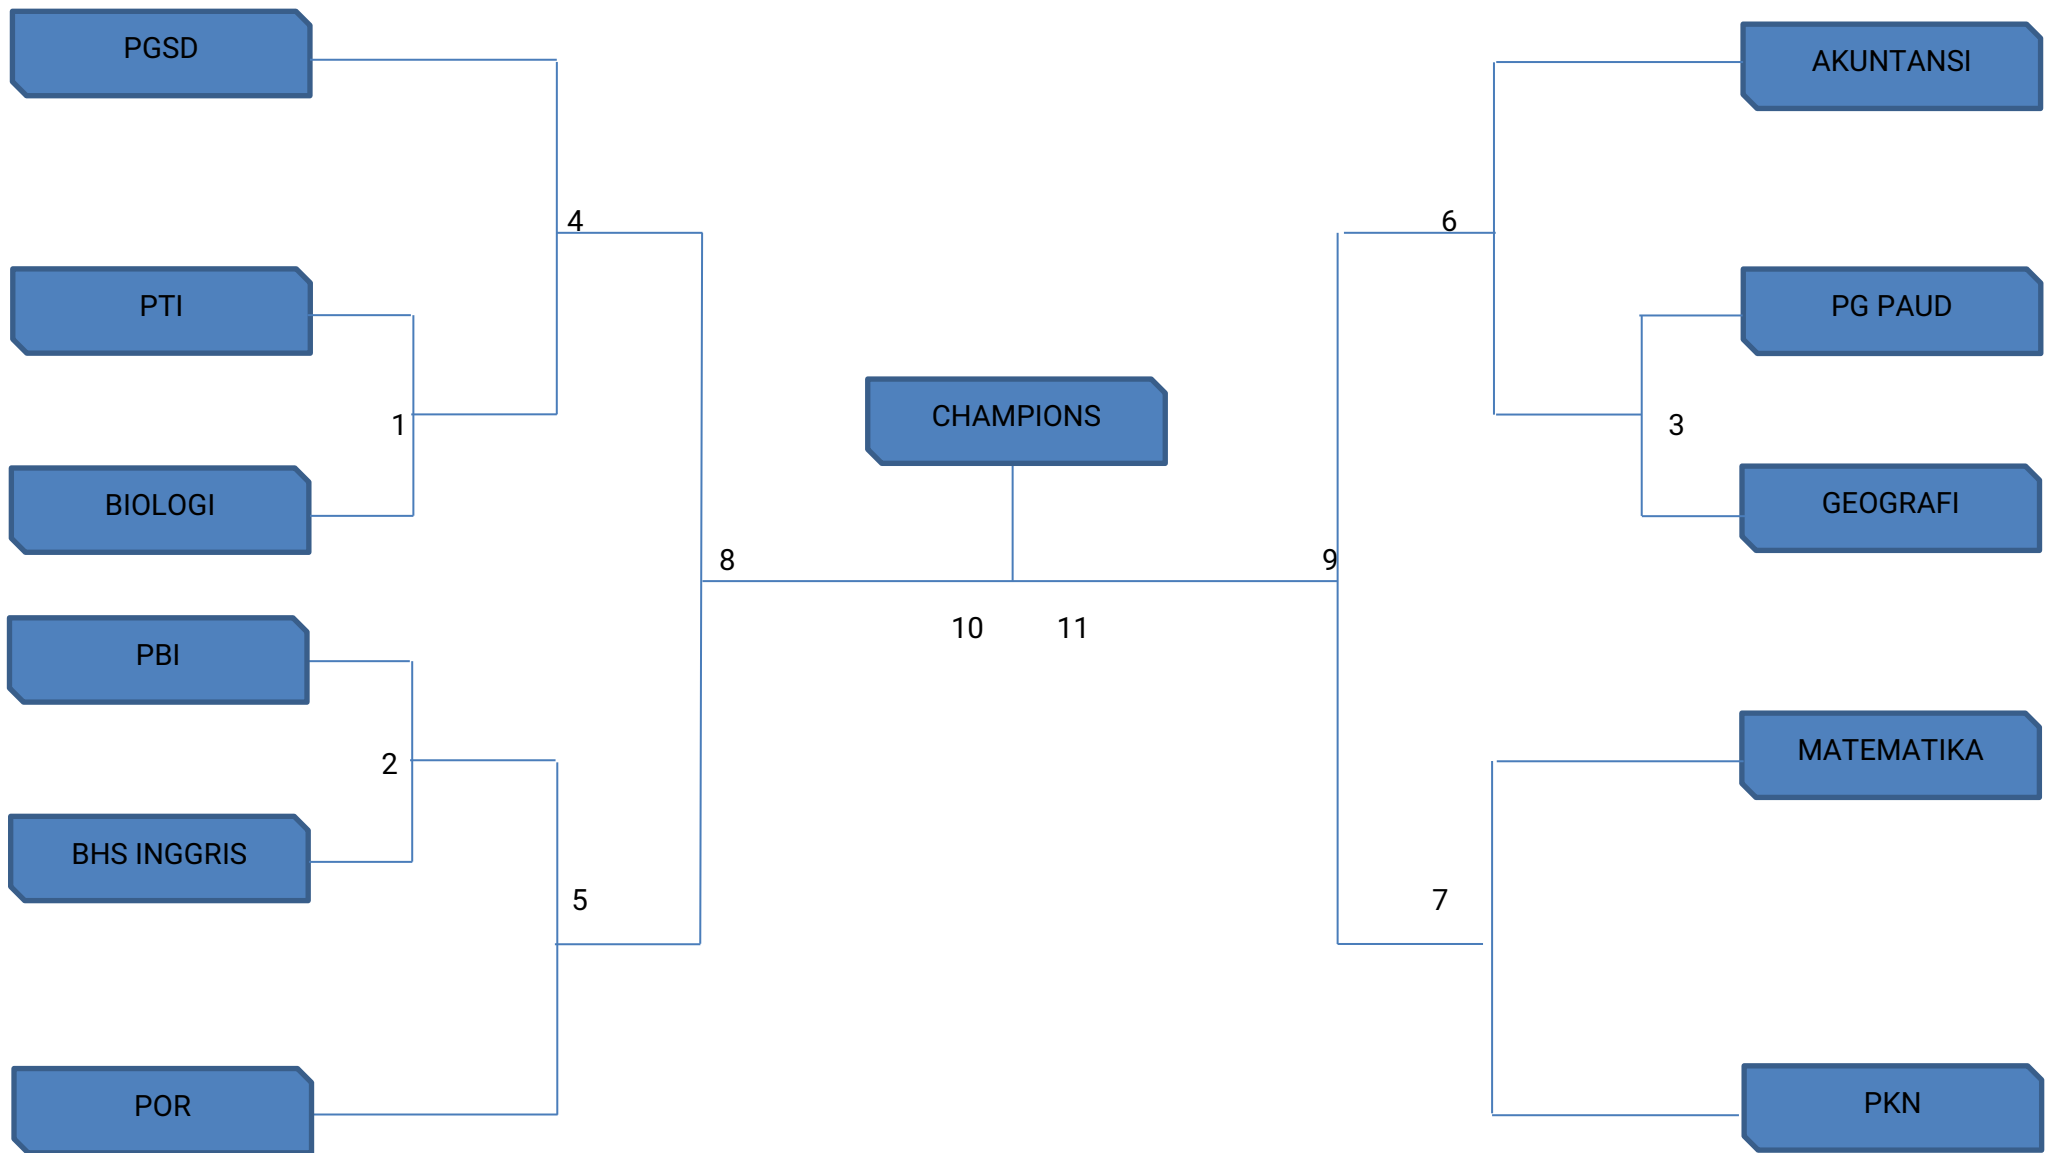 PGSD
AKUNTANSI
4
6
PTI
PG PAUD
CHAMPIONS
1
3
BIOLOGI
GEOGRAFI
8
9
10
11
PBI
MATEMATIKA
2
BHS INGGRIS
5
7
POR
PKN